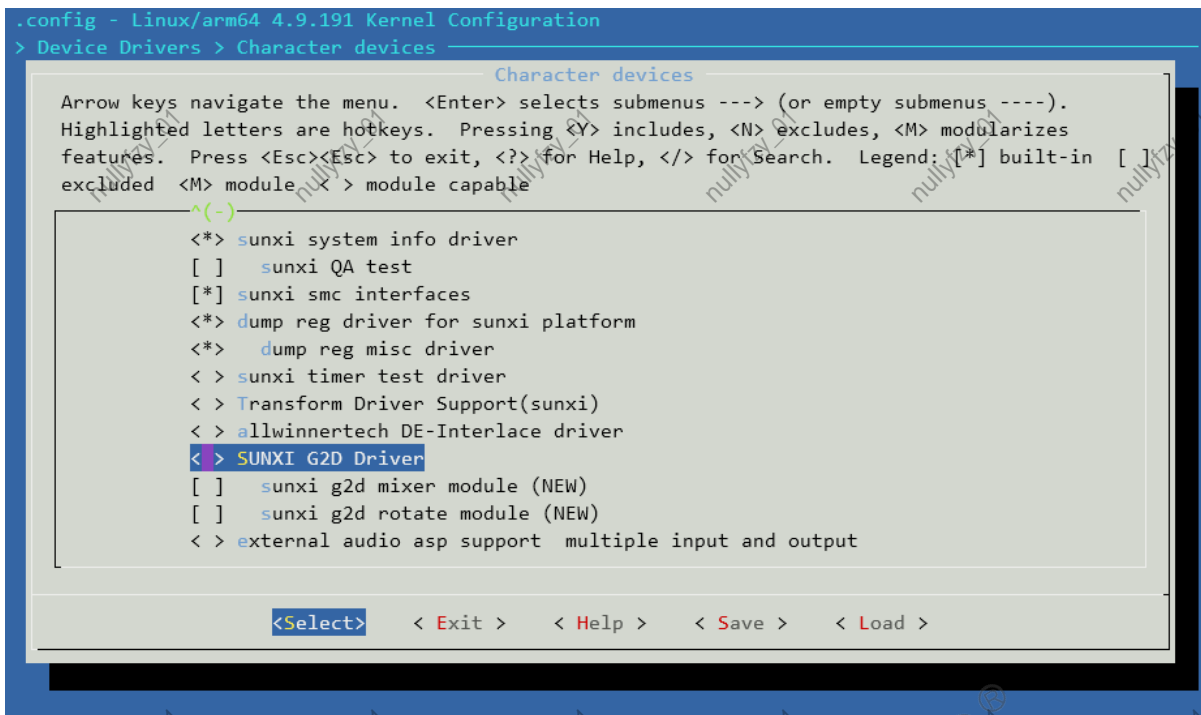 .config - Linux/arm64 4.9.191 Kernel Configuration
> Device Drivers > Character devices
Character devices
Arrow keys navigate the menu.  <Enter> selects submenus ---> (or empty submenus ----).
Highlighted letters are hotkeys.  Pressing <Y> includes, <N> excludes, <M> modularizes
features.  Press <Esc><Esc> to exit, <?> for Help, </> for Search.  Legend: [*] built-in  [ ]
excluded  <M> module  < > module capable
^(-)
<*> sunxi system info driver
[ ]   sunxi QA test
[*] sunxi smc interfaces
<*> dump reg driver for sunxi platform
<*>   dump reg misc driver
< > sunxi timer test driver
< > Transform Driver Support(sunxi)
< > allwinnertech DE-Interlace driver
< > SUNXI G2D Driver
[ ]   sunxi g2d mixer module (NEW)
[ ]   sunxi g2d rotate module (NEW)
< > external audio asp support  multiple input and output
<Select>    < Exit >    < Help >    < Save >    < Load >
nullyfzy_01
nullyfzy_01
nullyfzy_01
nullyfzy_01
nullyfzy_01